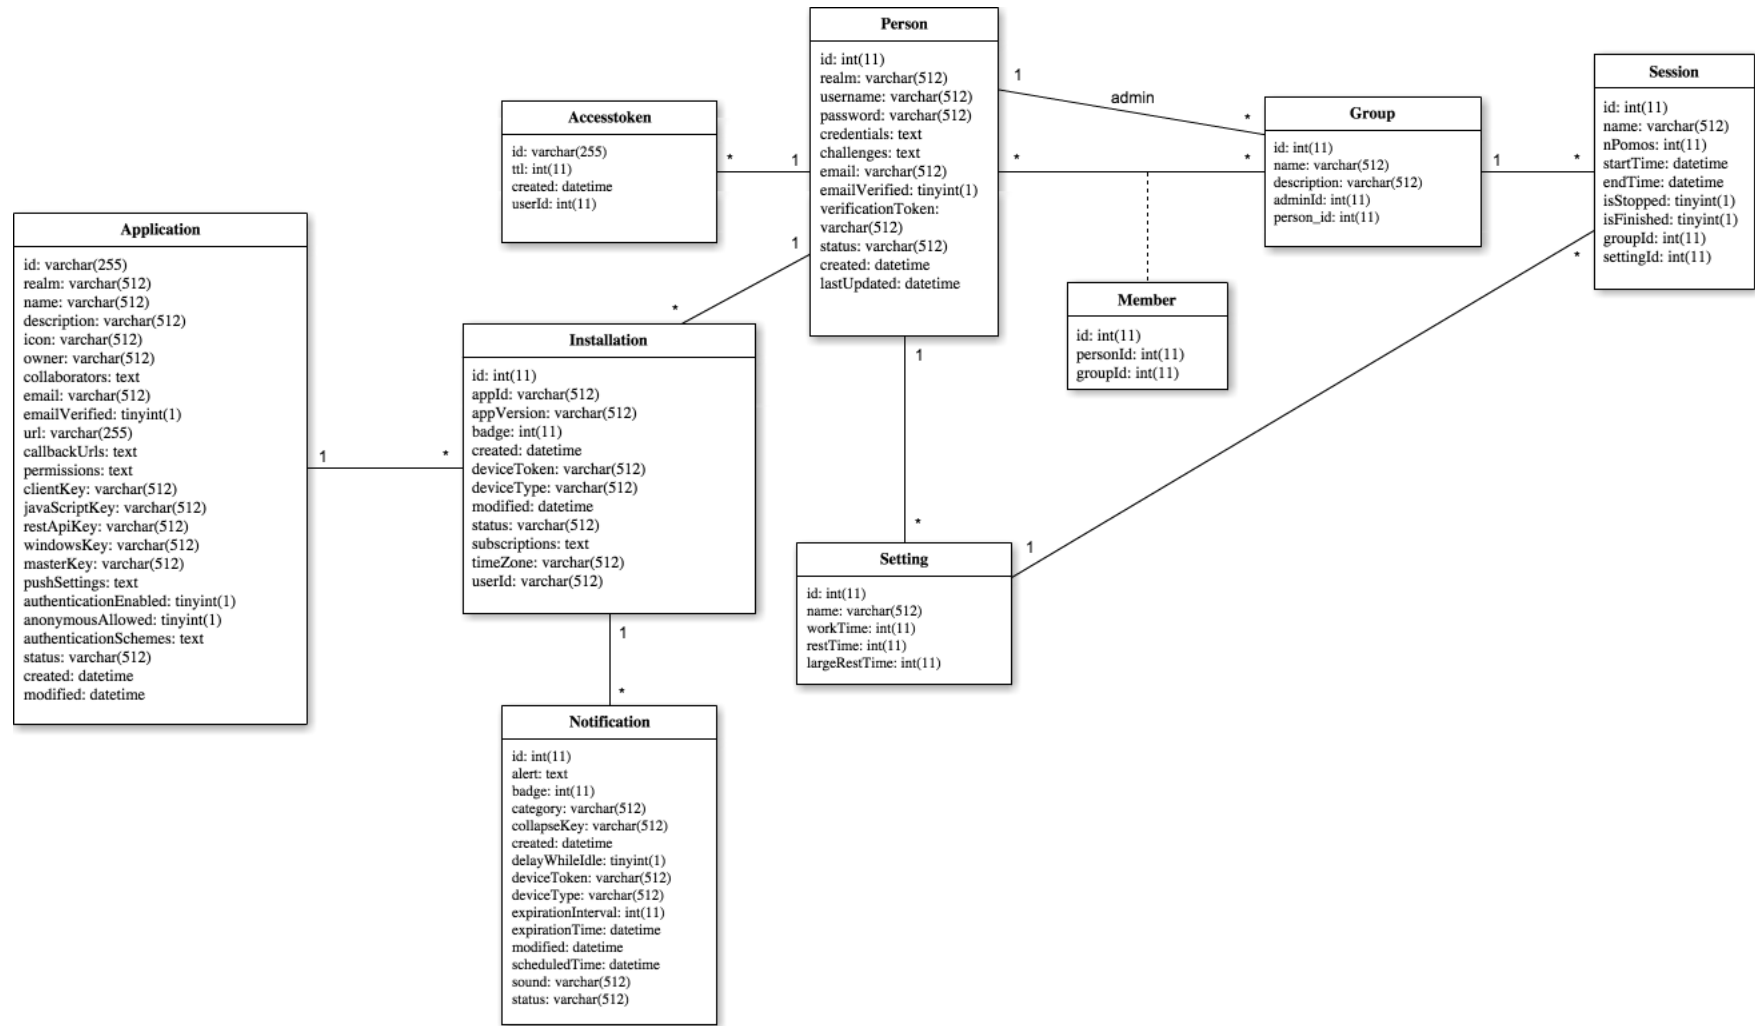 Person
id: int(11)
realm: varchar(512)
username: varchar(512)
password: varchar(512)
credentials: text
challenges: text
email: varchar(512)
emailVerified: tinyint(1)
verificationToken:
varchar(512)
status: varchar(512)
created: datetime
lastUpdated: datetime
1
admin
*
*
*
1
*
1
*
1
1
*
Session
id: int(11)
name: varchar(512)
nPomos: int(11)
startTime: datetime
endTime: datetime
isStopped: tinyint(1)
isFinished: tinyint(1)
groupId: int(11)
settingId: int(11)
*
Group
id: int(11)
name: varchar(512)
description: varchar(512)
adminId: int(11)
person_id: int(11)
Accesstoken
id: varchar(255)
ttl: int(11)
created: datetime
userId: int(11)
Member
id: int(11)
personId: int(11)
groupId: int(11)
Application
id: varchar(255)
realm: varchar(512)
name: varchar(512)
description: varchar(512)
icon: varchar(512)
owner: varchar(512)
collaborators: text
email: varchar(512)
emailVerified: tinyint(1)
url: varchar(255)
callbackUrls: text
permissions: text
clientKey: varchar(512)
javaScriptKey: varchar(512)
restApiKey: varchar(512)
windowsKey: varchar(512)
masterKey: varchar(512)
pushSettings: text
authenticationEnabled: tinyint(1)
anonymousAllowed: tinyint(1)
authenticationSchemes: text
status: varchar(512)
created: datetime
modified: datetime
1
*
Installation
id: int(11)
appId: varchar(512)
appVersion: varchar(512)
badge: int(11)
created: datetime
deviceToken: varchar(512)
deviceType: varchar(512)
modified: datetime
status: varchar(512)
subscriptions: text
timeZone: varchar(512)
userId: varchar(512)
1
*
Setting
id: int(11)
name: varchar(512)
workTime: int(11)
restTime: int(11)
largeRestTime: int(11)
1
Notification
id: int(11)
alert: text
badge: int(11)
category: varchar(512)
collapseKey: varchar(512)
created: datetime
delayWhileIdle: tinyint(1)
deviceToken: varchar(512)
deviceType: varchar(512)
expirationInterval: int(11)
expirationTime: datetime
modified: datetime
scheduledTime: datetime
sound: varchar(512)
status: varchar(512)